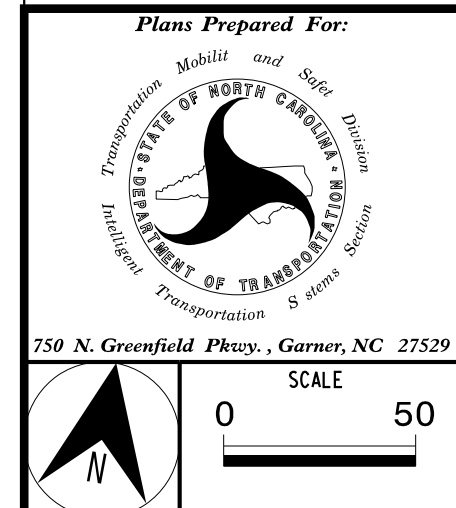 Plans Prepared For:
Transportation Mobilit and Safet Division
STATE OF NORTH CAROLINA
DEPARTMENT OF TRANSPORTATION
Intelligent Transportation S stems Section
750 N. Greenfield Pkwy. , Garner, NC 27529
N
SCALE
0 50